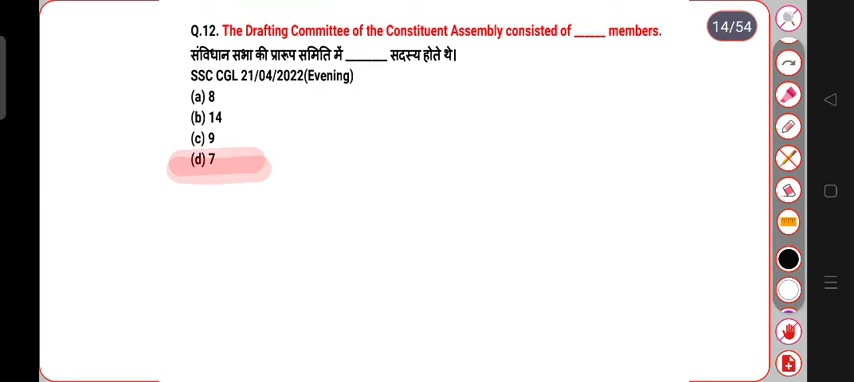 14/54
Q.12. The Drafting Committee of the Constituent Assembly consisted of _____ members.
संविधान सभा की प्रारूप समिति में _______ सदस्य होते थे।
SSC CGL 21/04/2022(Evening)
(a) 8
(b) 14
(c) 9
(d) 7